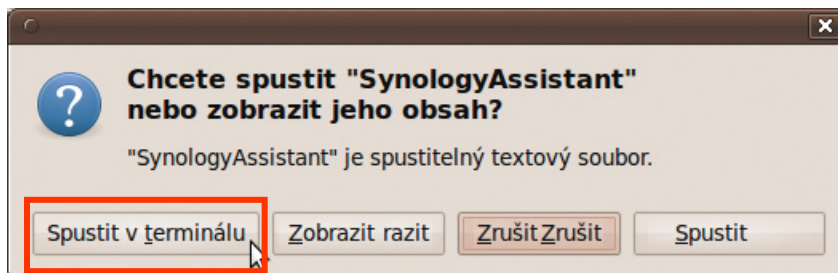 Chcete spustit "SynologyAssistant"
nebo zobrazit jeho obsah?
"SynologyAssistant" je spustitelný textový soubor.
Spustit v terminálu Zobrazit razit Zrušit Zrušit Spustit